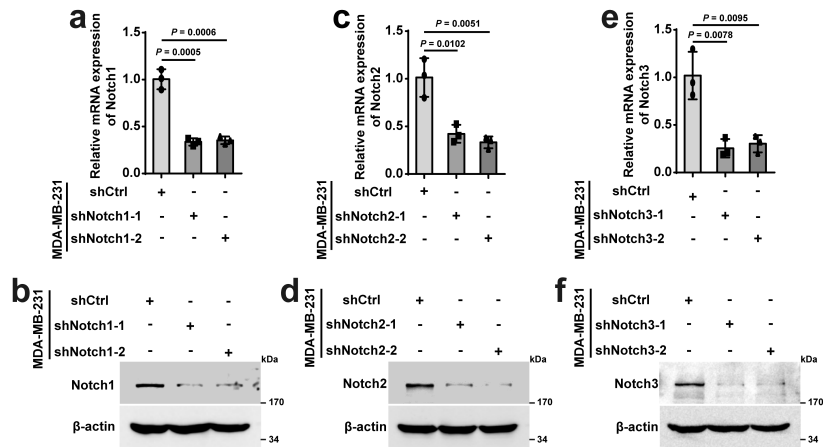 a
Relative mRNA expression
of Notch1
P = 0.0006
P = 0.0005
1.5
1.0
0.5
0
MDA-MB-231
shCtrl + - -
shNotch1-1 - + -
shNotch1-2 - - +
c
Relative mRNA expression
of Notch2
P = 0.0051
P = 0.0102
1.5
1.0
0.5
0
MDA-MB-231
shCtrl + - -
shNotch2-1 - + -
shNotch2-2 - - +
e
Relative mRNA expression
of Notch3
P = 0.0095
P = 0.0078
1.5
1.0
0.5
0
MDA-MB-231
shCtrl + - -
shNotch3-1 - + -
shNotch3-2 - - +
b
MDA-MB-231
shCtrl + - -
shNotch1-1 - + -
shNotch1-2 - - +
kDa
Notch1
170
β-actin
34
d
MDA-MB-231
shCtrl + - -
shNotch2-1 - + -
shNotch2-2 - - +
kDa
Notch2
170
β-actin
34
f
MDA-MB-231
shCtrl + - -
shNotch3-1 - + -
shNotch3-2 - - +
kDa
Notch3
170
β-actin
34